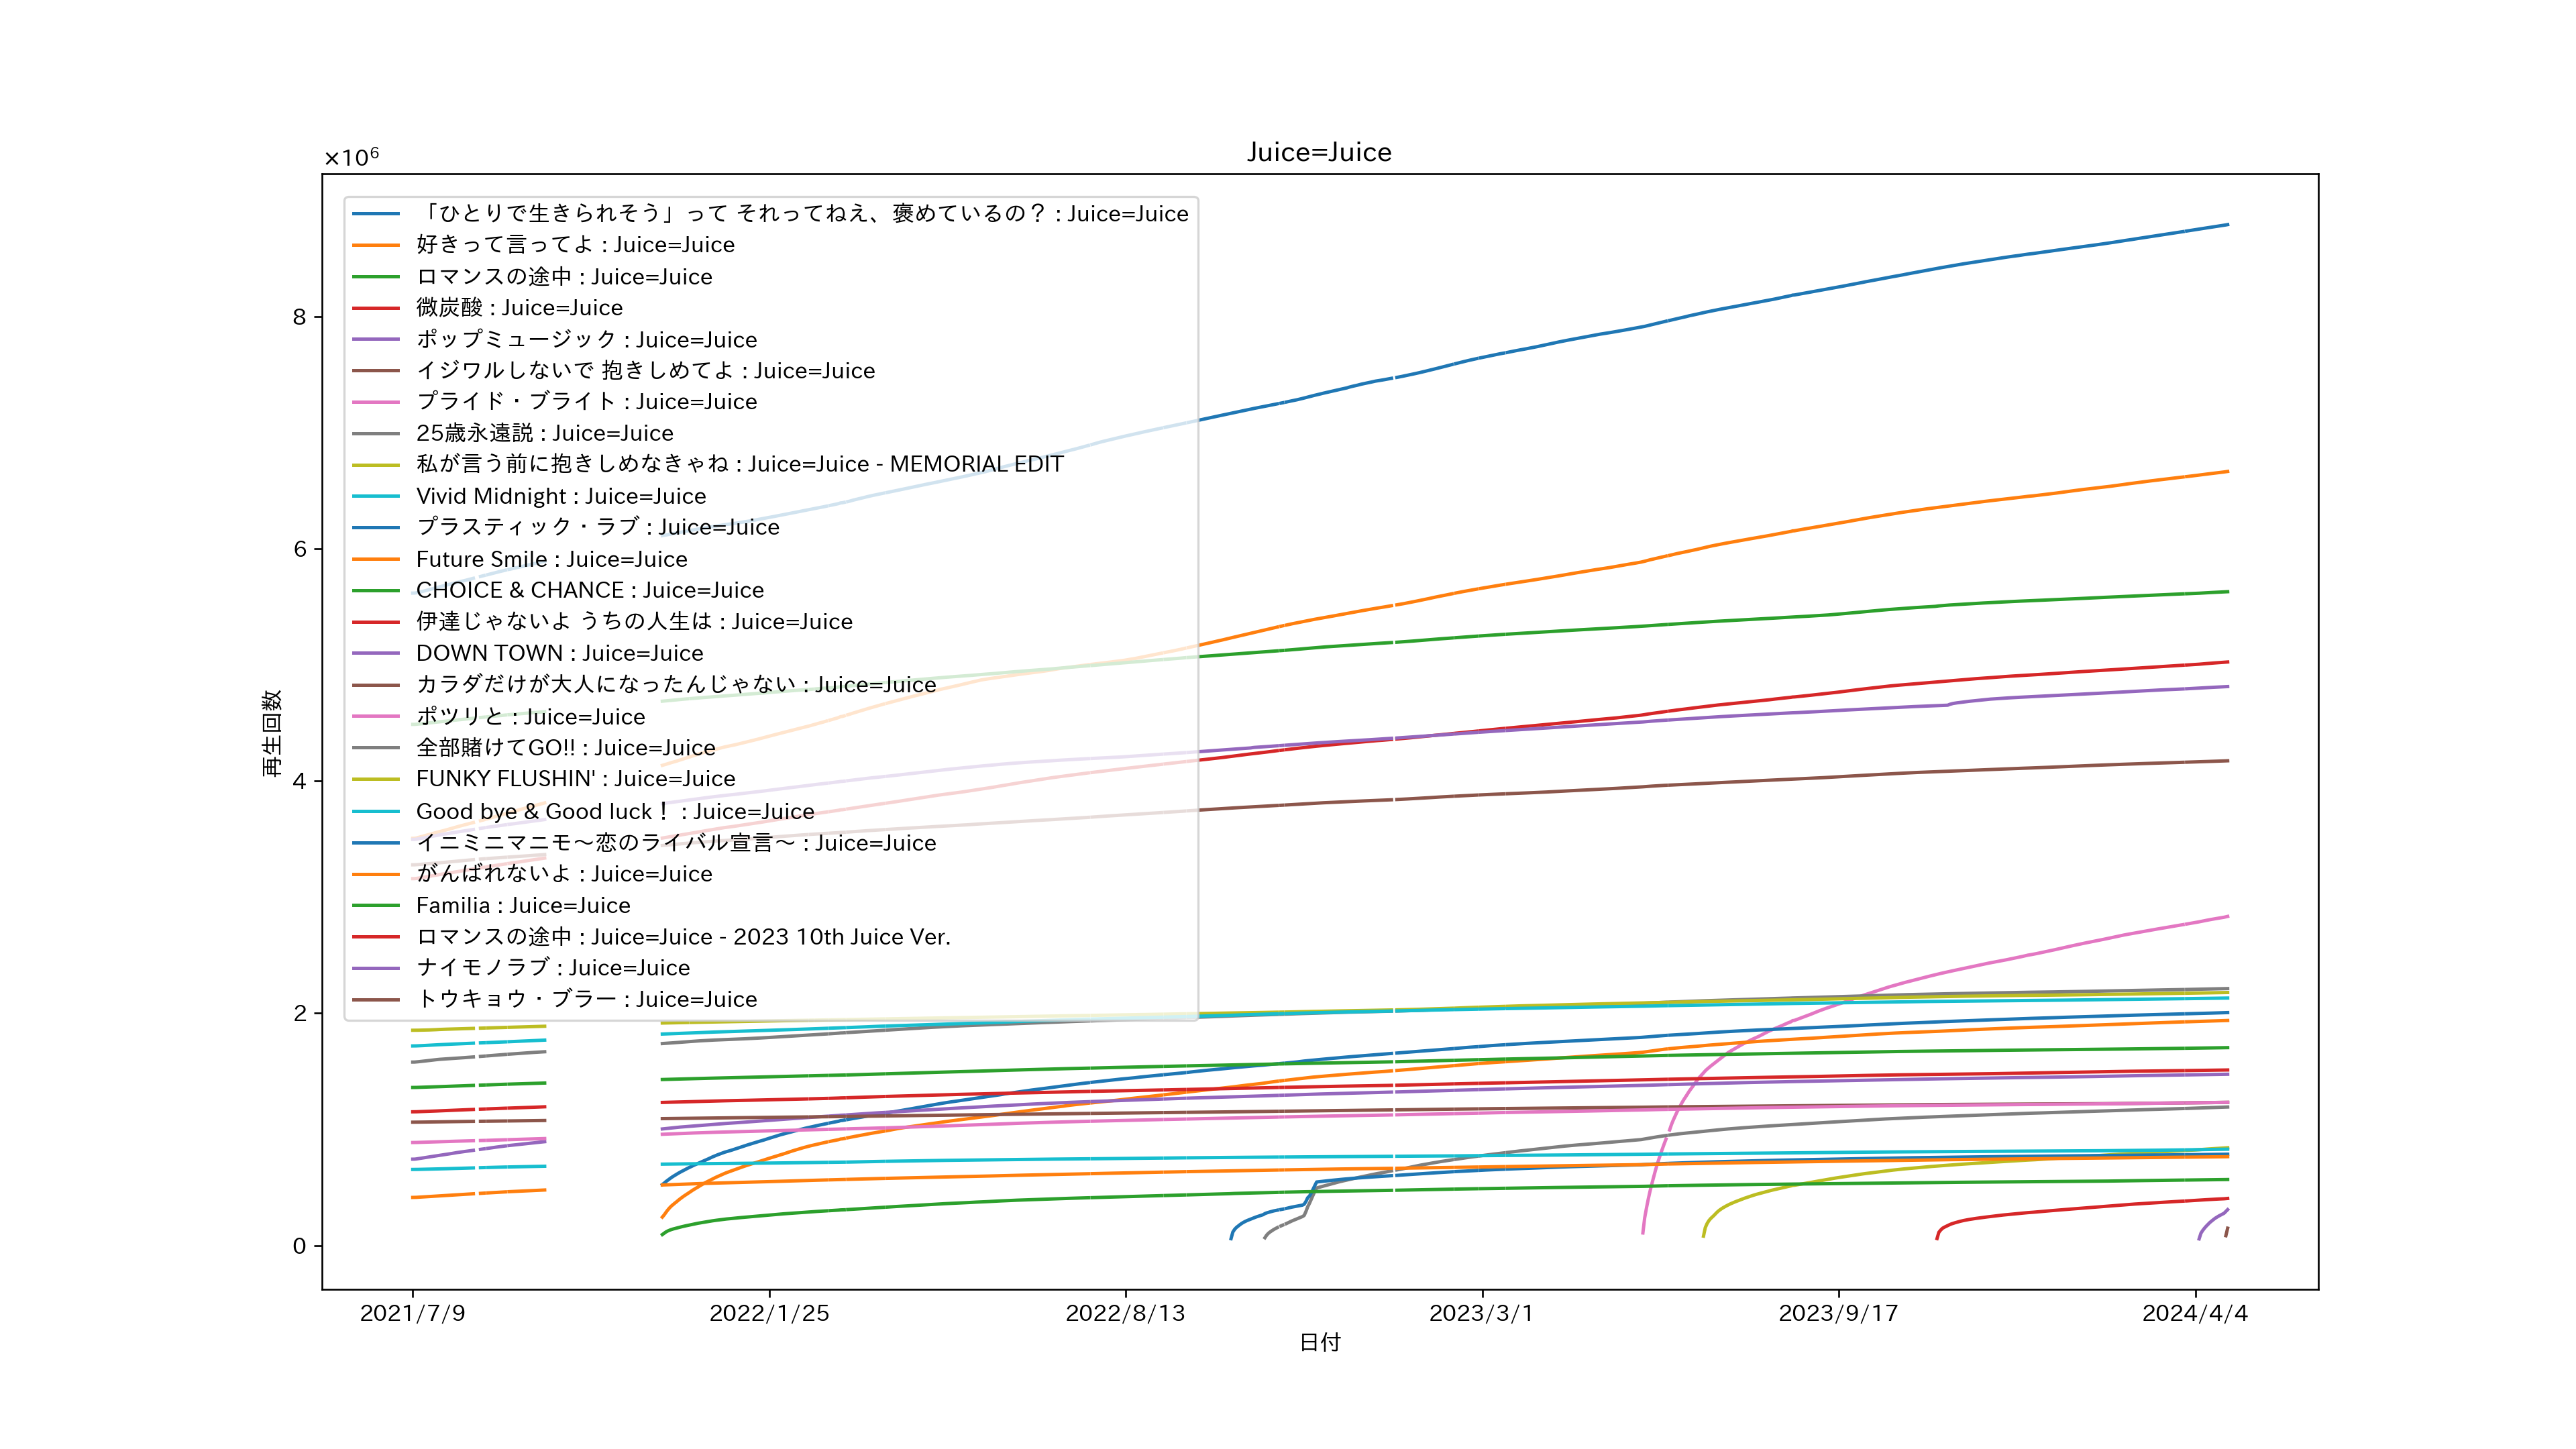 Juice=Juice
×10⁶
「ひとりで生きられそう」って それってねえ、褒めているの？ : Juice=Juice
好きって言ってよ : Juice=Juice
ロマンスの途中 : Juice=Juice
微炭酸 : Juice=Juice
ポップミュージック : Juice=Juice
イジワルしないで 抱きしめてよ : Juice=Juice
プライド・ブライト : Juice=Juice
25歳永遠説 : Juice=Juice
私が言う前に抱きしめなきゃね : Juice=Juice - MEMORIAL EDIT
Vivid Midnight : Juice=Juice
プラスティック・ラブ : Juice=Juice
Future Smile : Juice=Juice
CHOICE & CHANCE : Juice=Juice
伊達じゃないよ うちの人生は : Juice=Juice
DOWN TOWN : Juice=Juice
カラダだけが大人になったんじゃない : Juice=Juice
ポツリと : Juice=Juice
全部賭けてGO!! : Juice=Juice
FUNKY FLUSHIN' : Juice=Juice
Good bye & Good luck！ : Juice=Juice
イニミニマニモ～恋のライバル宣言～ : Juice=Juice
がんばれないよ : Juice=Juice
Familia : Juice=Juice
ロマンスの途中 : Juice=Juice - 2023 10th Juice Ver.
ナイモノラブ : Juice=Juice
トウキョウ・ブラー : Juice=Juice
8
6
4
2
0
再生回数
2021/7/9
2022/1/25
2022/8/13
2023/3/1
2023/9/17
2024/4/4
日付